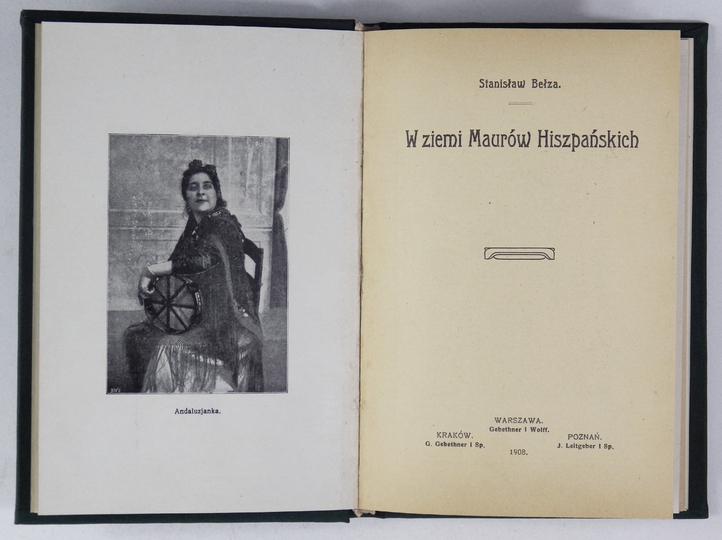 Andaluzjanka.
Stanisław Bełza.
W ziemi Maurów Hiszpańskich
WARSZAWA.
Gebethner i Wolff.
KRAKÓW.
G. Gebethner i Sp.
POZNAŃ.
J. Leitgeber i Sp.
1908.